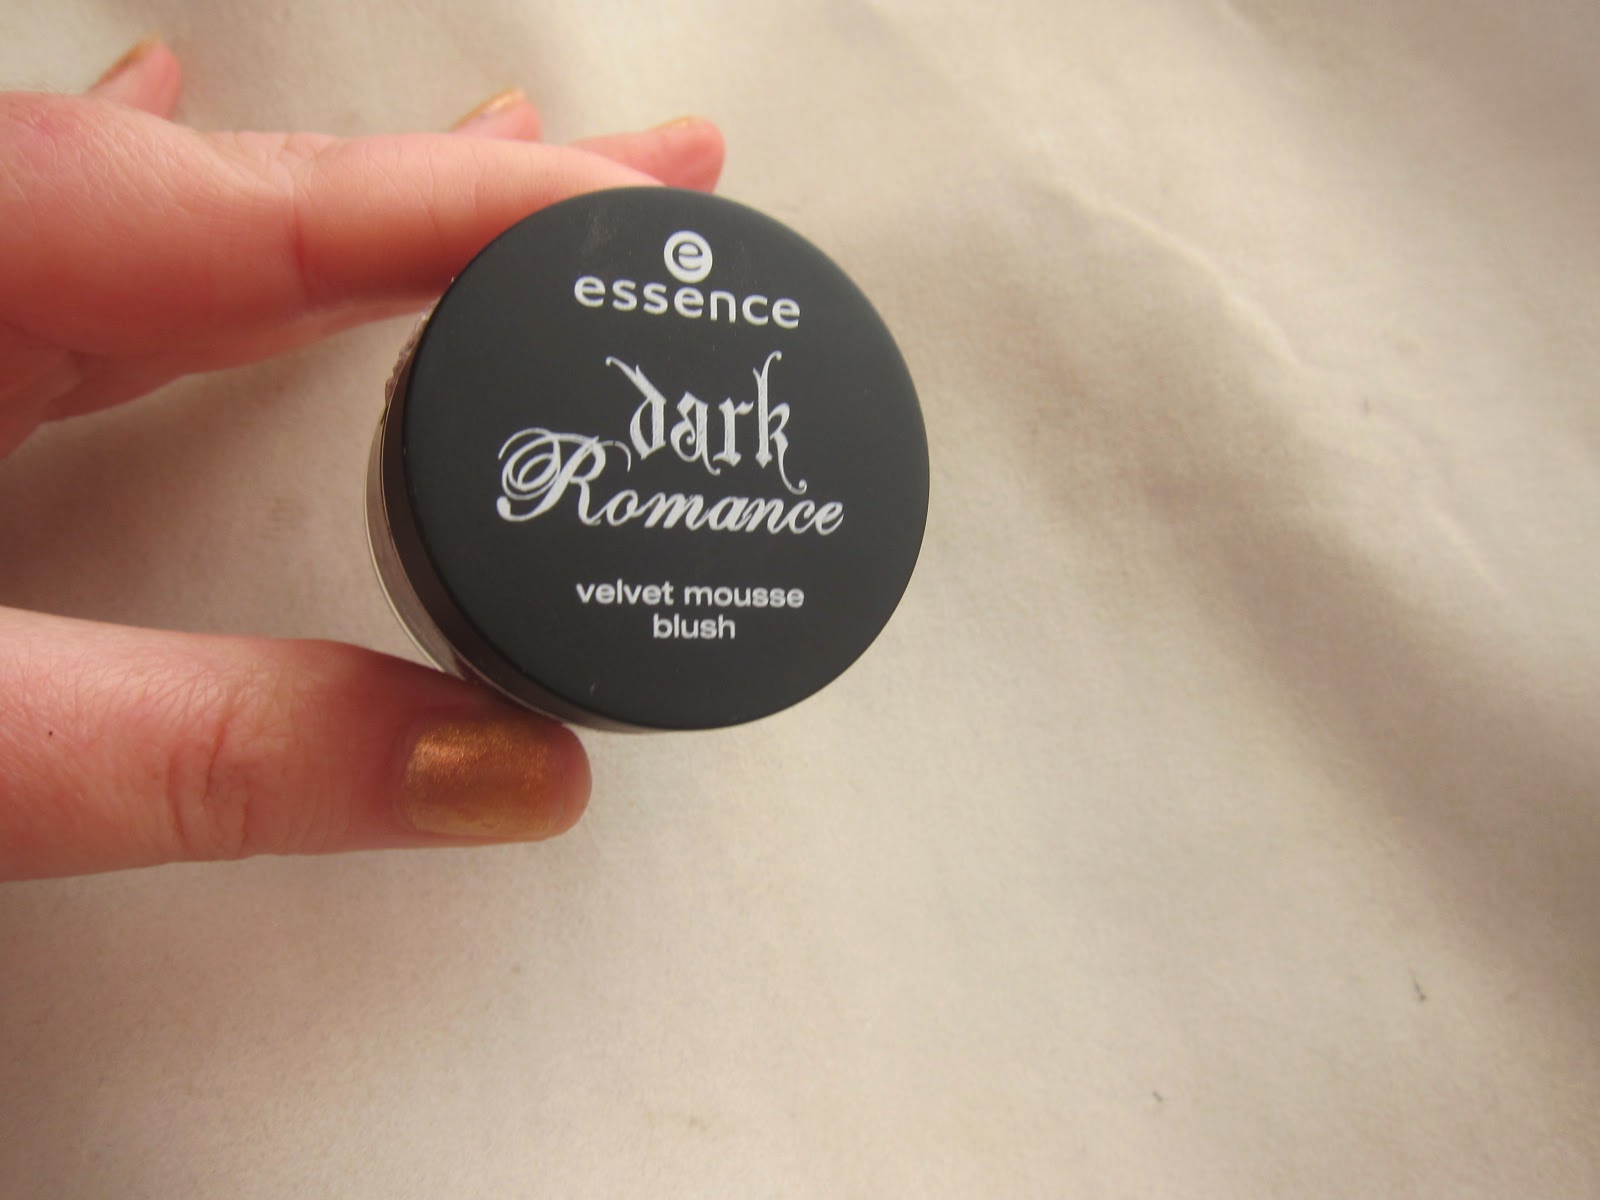 e
essence
dark
Romance
velvet mousse
blush